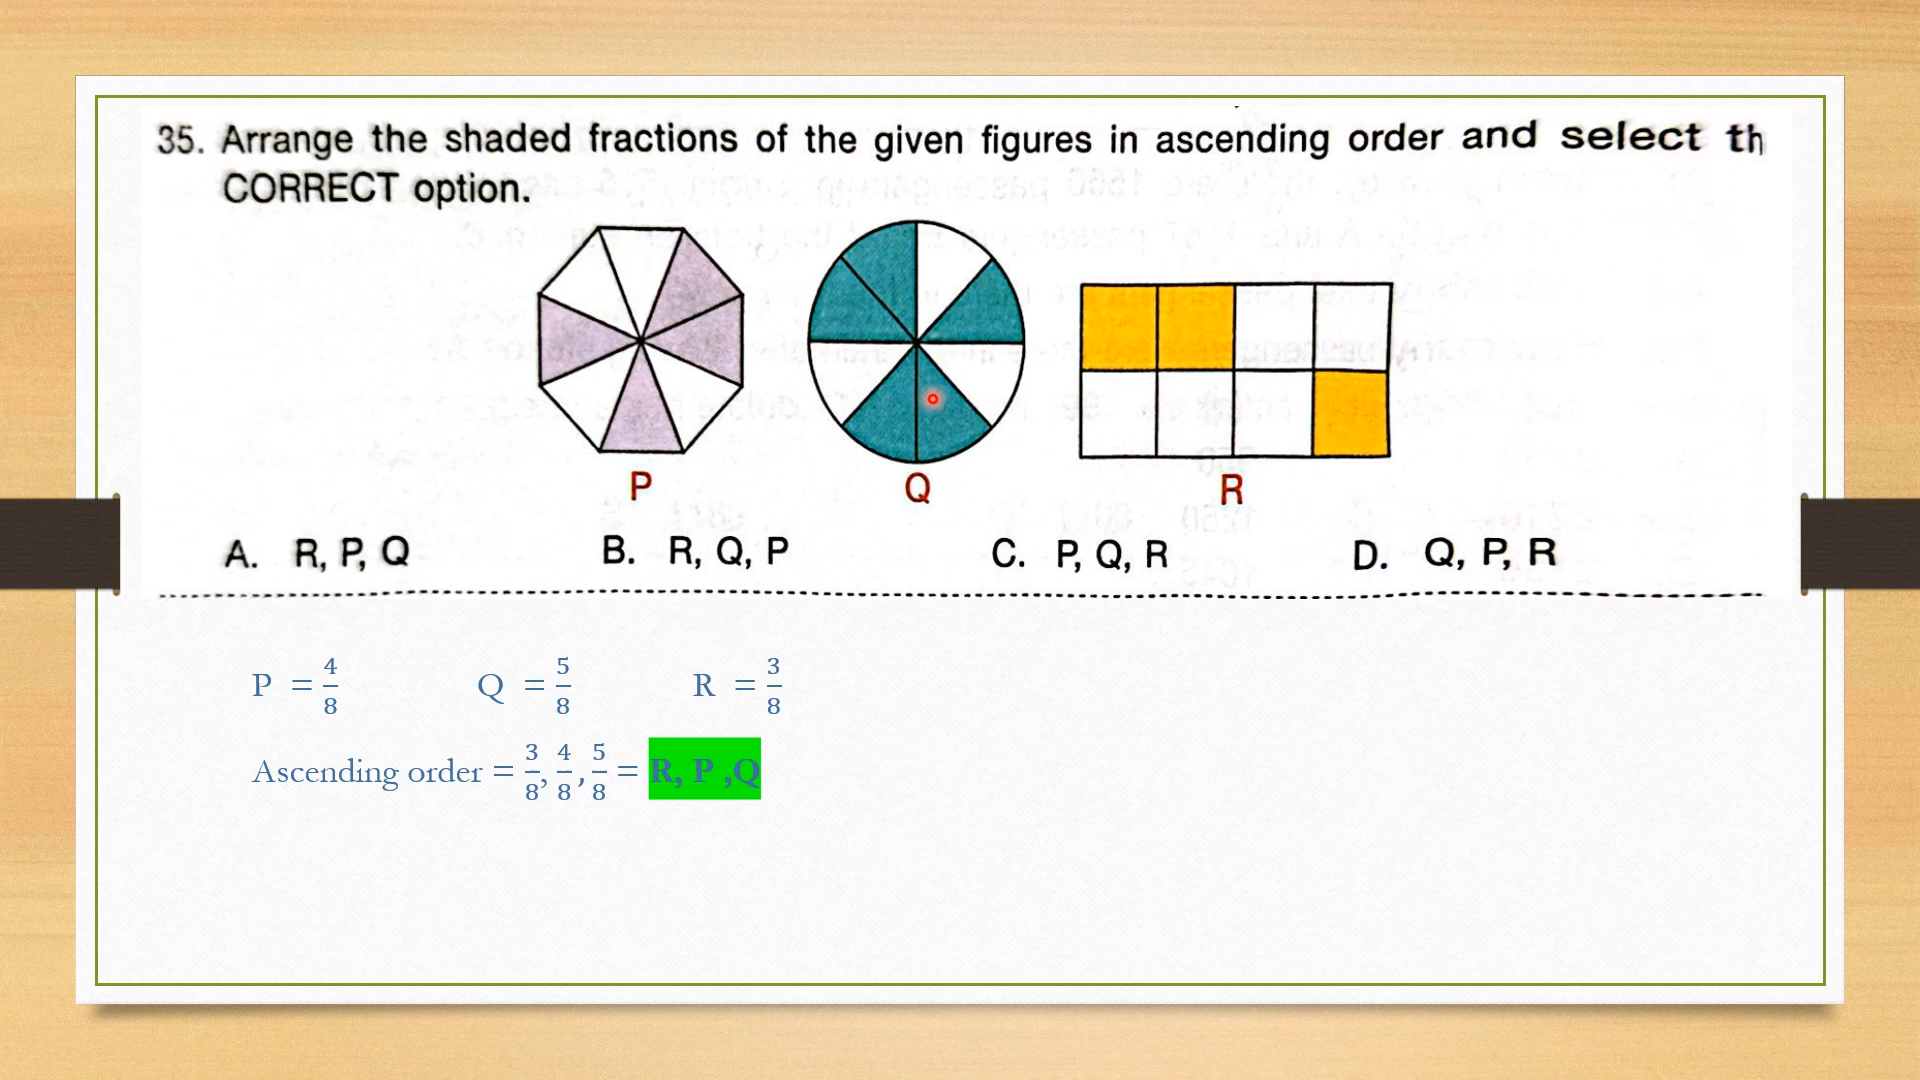 35. Arrange the shaded fractions of the given figures in ascending order and select th
CORRECT option.
P Q R
A. R, P, Q B. R, Q, P C. P, Q, R D. Q, P, R
P = 4/8 Q = 5/8 R = 3/8
Ascending order = 3/8, 4/8, 5/8 = R, P ,Q